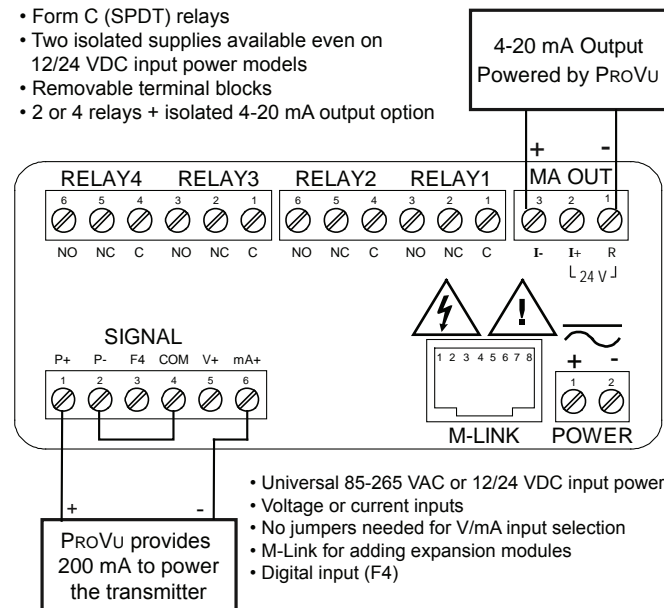 • Form C (SPDT) relays
• Two isolated supplies available even on
12/24 VDC input power models
• Removable terminal blocks
• 2 or 4 relays + isolated 4-20 mA output option
4-20 mA Output
Powered by PROVU
+ -
RELAY4 RELAY3 RELAY2 RELAY1 MA OUT
6 5 4 3 2 1 6 5 4 3 2 1 3 2 1
NO NC C NO NC C NO NC C NO NC C I- I+ R
24 V
SIGNAL
P+ P- F4 COM V+ mA+
1 2 3 4 5 6
!
1 2 3 4 5 6 7 8
+ -
1 2
M-LINK POWER
+ -
PROVU provides
200 mA to power
the transmitter
• Universal 85-265 VAC or 12/24 VDC input power
• Voltage or current inputs
• No jumpers needed for V/mA input selection
• M-Link for adding expansion modules
• Digital input (F4)